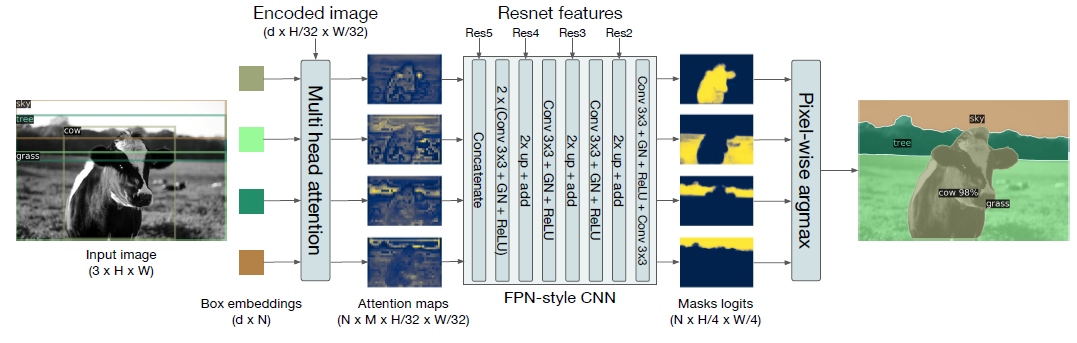 Encoded image
(d x H/32 x W/32)
Resnet features
Res5
Res4
Res3
Res2
sky
tree
cow
grass
Input image
(3 x H x W)
Box embeddings
(d x N)
Multi head attention
Attention maps
(N x M x H/32 x W/32)
Concatenate
2 x (Conv 3x3 + GN + ReLU)
2x up + add
Conv 3x3 + GN + ReLU
2x up + add
Conv 3x3 + GN + ReLU
2x up + add
Conv 3x3 + GN + ReLU + Conv 3x3
FPN-style CNN
Masks logits
(N x H/4 x W/4)
Pixel-wise argmax
sky
tree
cow 98%
grass